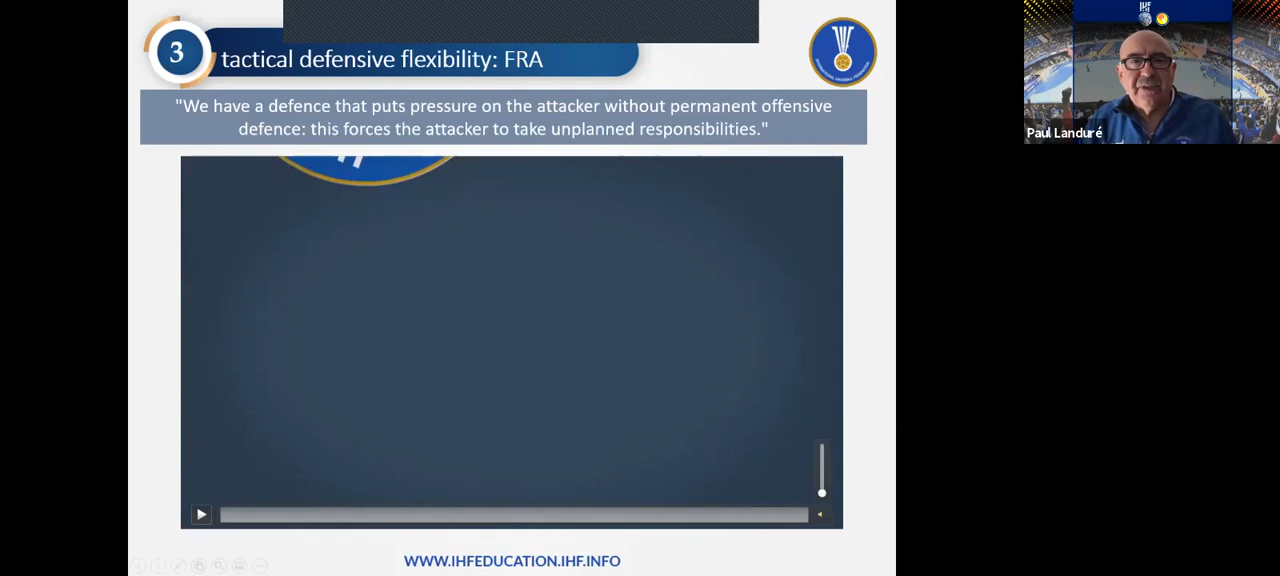 3
tactical defensive flexibility: FRA
"We have a defence that puts pressure on the attacker without permanent offensive
defence: this forces the attacker to take unplanned responsibilities."
WWW.IHFEDUCATION.IHF.INFO
IHF
Paul Landuré